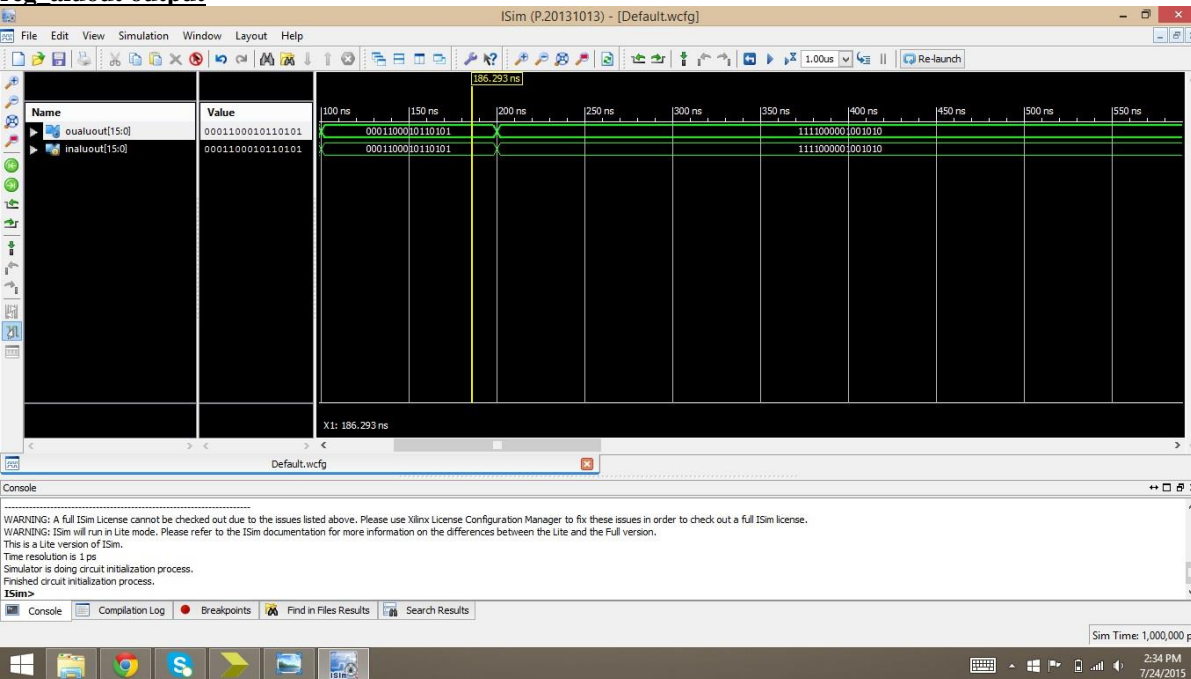 reg_aluout output
ISim (P.20131013) - [Default.wcfg]
File Edit View Simulation Window Layout Help
1.00us Re-launch
186.293 ns
Name Value
100 ns 150 ns 200 ns 250 ns 300 ns 350 ns 400 ns 450 ns 500 ns 550 ns
oualuout[15:0] 0001100010110101 0001100010110101 1111000001001010
inaluout[15:0] 0001100010110101 0001100010110101 1111000001001010
X1: 186.293 ns
Default.wcfg
Console
WARNING: A full ISim License cannot be checked out due to the issues listed above. Please use Xilinx License Configuration Manager to fix these issues in order to check out a full ISim license.
WARNING: ISim will run in Lite mode. Please refer to the ISim documentation for more information on the differences between the Lite and the Full version.
This is a Lite version of ISim.
Time resolution is 1 ps
Simulator is doing circuit initialization process.
Finished circuit initialization process.
ISim>
Console Compilation Log Breakpoints Find in Files Results Search Results
Sim Time: 1,000,000 p
ISIM
2:34 PM
7/24/2015